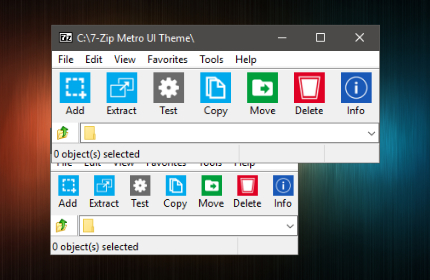 7z C:\7-Zip Metro UI Theme\
File Edit View Favorites Tools Help
Add Extract Test Copy Move Delete Info
0 object(s) selected
File Edit View Favorites Tools Help
Add Extract Test Copy Move Delete Info
0 object(s) selected